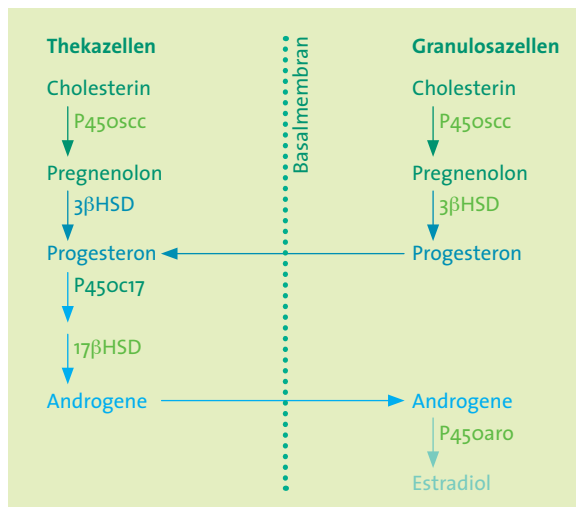 Thekazellen
Cholesterin
P450scc
Pregnenolon
3βHSD
Progesteron
P450c17
17βHSD
Androgene
Basalmembran
Granulosazellen
Cholesterin
P450scc
Pregnenolon
3βHSD
Progesteron
Androgene
P450aro
Estradiol